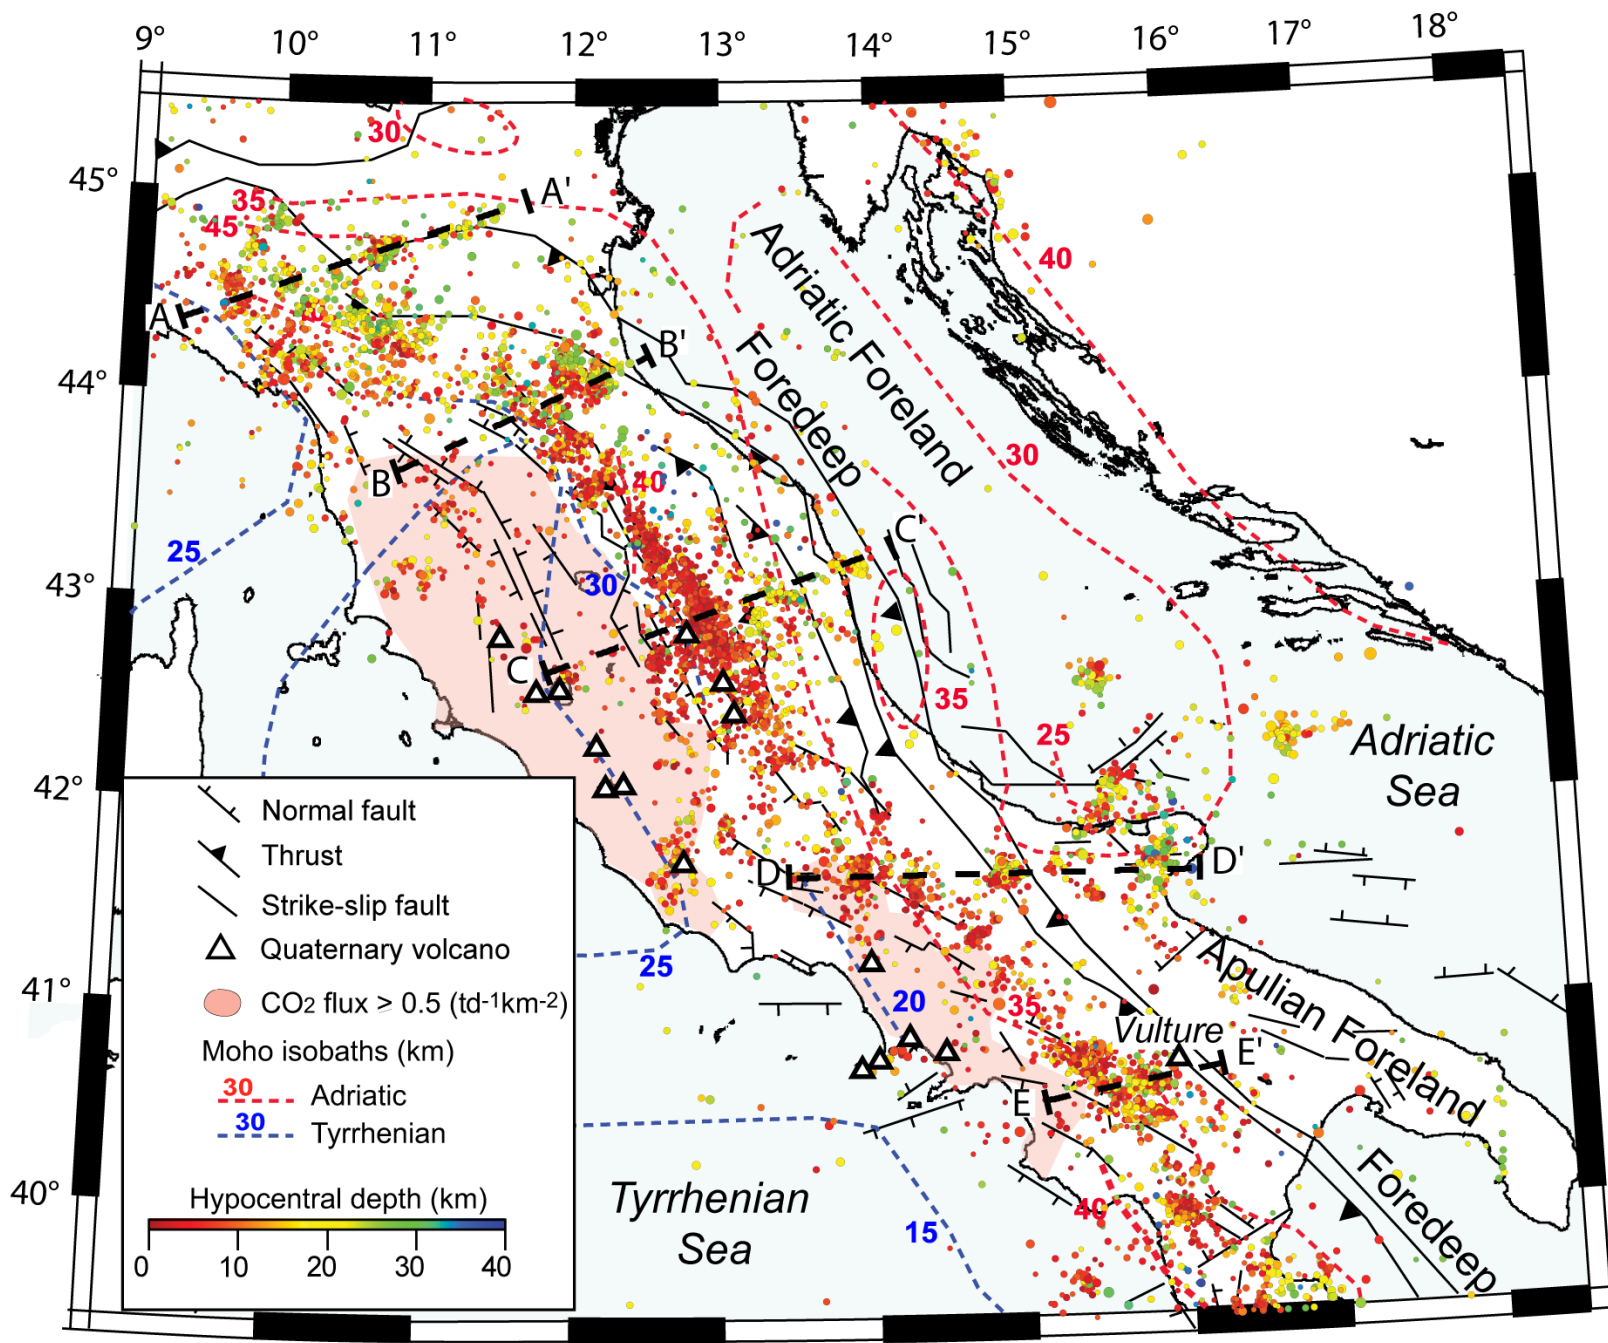 9° 10° 11° 12° 13° 14° 15° 16° 17° 18°
30
45°
35
A'
45
40
Adriatic Foreland
A
40
B'
44°
Foredeep
30
B
40
C'
25
43°
30
C
35
25
Adriatic
Sea
42°
D
D'
25
41°
20
35
Apulian Foreland
Vulture
E'
E
40°
Tyrrhenian
Sea
15
40
Foredeep
Normal fault
Thrust
Strike-slip fault
Quaternary volcano
CO2 flux ⩾ 0.5 (td-1km-2)
Moho isobaths (km)
30 Adriatic
30 Tyrrhenian
Hypocentral depth (km)
0 10 20 30 40